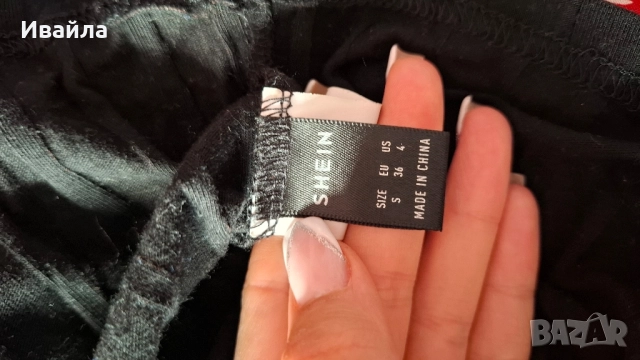 Ивайла
SHEIN
SIZE EU US
S 36 4
MADE IN CHINA
BAZAR